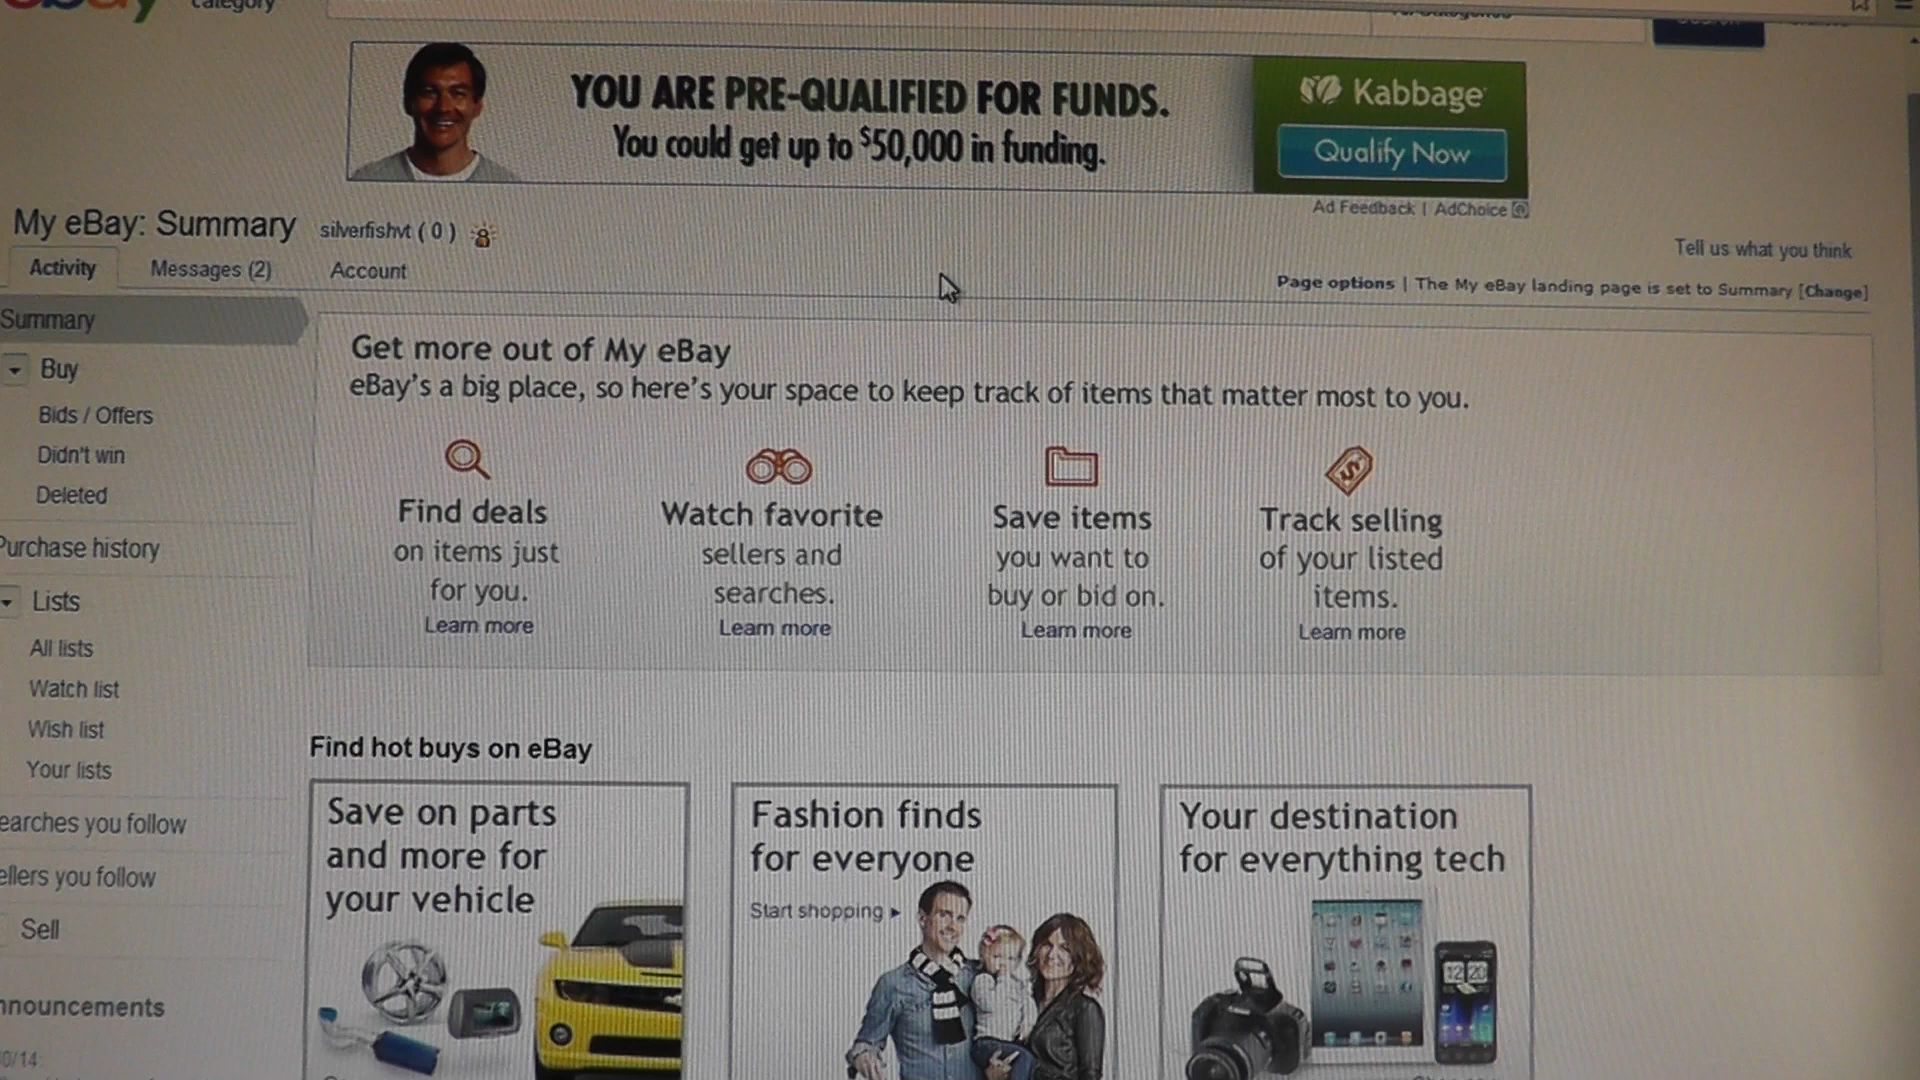 ebay
category
YOU ARE PRE-QUALIFIED FOR FUNDS.
You could get up to $50,000 in funding.
Kabbage
Qualify Now
Ad Feedback | AdChoice
My eBay: Summary silverfishvt ( 0 )
Tell us what you think
Activity Messages (2) Account
Page options | The My eBay landing page is set to Summary [Change]
Summary
Buy
Bids / Offers
Didn't win
Deleted
Purchase history
Lists
All lists
Watch list
Wish list
Your lists
earches you follow
ellers you follow
Sell
nnouncements
0/14
Get more out of My eBay
eBay's a big place, so here's your space to keep track of items that matter most to you.
Find deals
on items just
for you.
Learn more
Watch favorite
sellers and
searches.
Learn more
Save items
you want to
buy or bid on.
Learn more
Track selling
of your listed
items.
Learn more
Find hot buys on eBay
Save on parts
and more for
your vehicle
Fashion finds
for everyone
Start shopping
Your destination
for everything tech
12 20